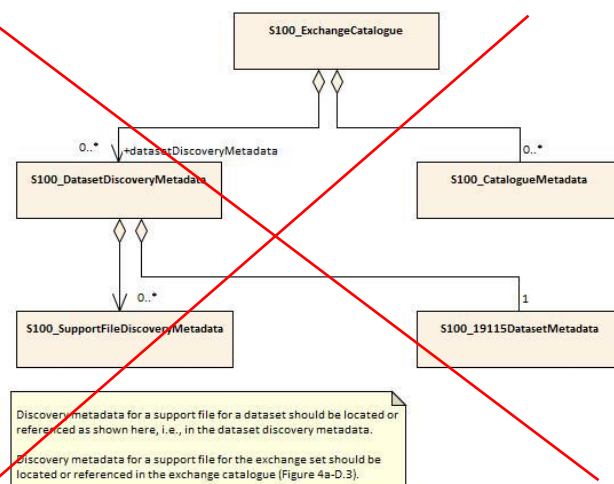 S100_ExchangeCatalogue
0..*
+datasetDiscoveryMetadata
0..*
S100_DatasetDiscoveryMetadata
S100_CatalogueMetadata
0..*
1
S100_SupportFileDiscoveryMetadata
S100_19115DatasetMetadata
Discovery metadata for a support file for a dataset should be located or
referenced as shown here, i.e., in the dataset discovery metadata.
Discovery metadata for a support file for the exchange set should be
located or referenced in the exchange catalogue (Figure 4a-D.3).